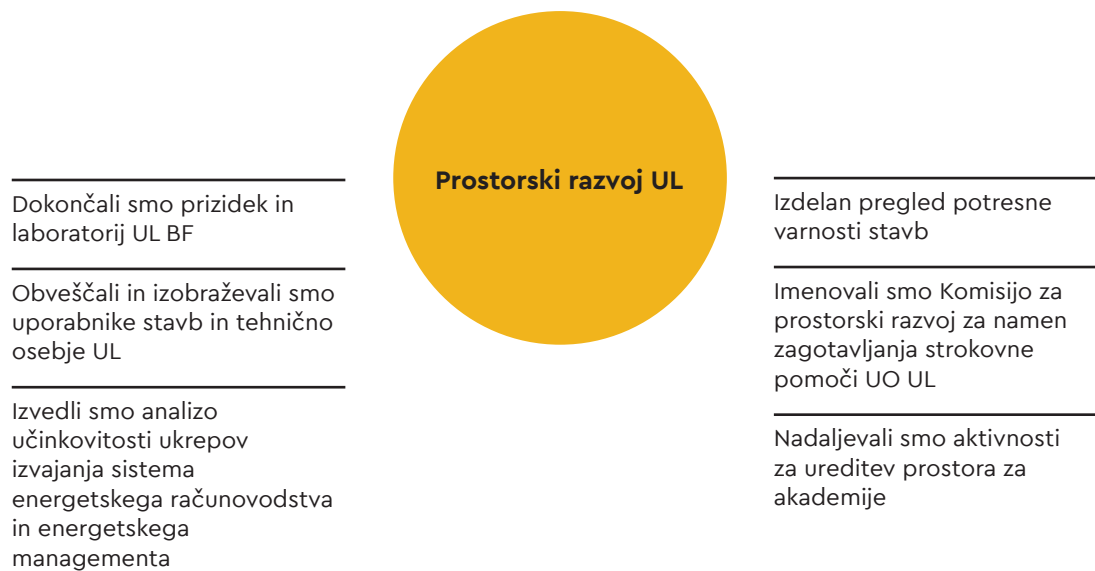 Prostorski razvoj UL
Dokončali smo prizidek in
laboratorij UL BF
Obveščali in izobraževali smo
uporabnike stavb in tehnično
osebje UL
Izvedli smo analizo
učinkovitosti ukrepov
izvajanja sistema
energetskega računovodstva
in energetskega
managementa
Izdelan pregled potresne
varnosti stavb
Imenovali smo Komisijo za
prostorski razvoj za namen
zagotavljanja strokovne
pomoči UO UL
Nadaljevali smo aktivnosti
za ureditev prostora za
akademije